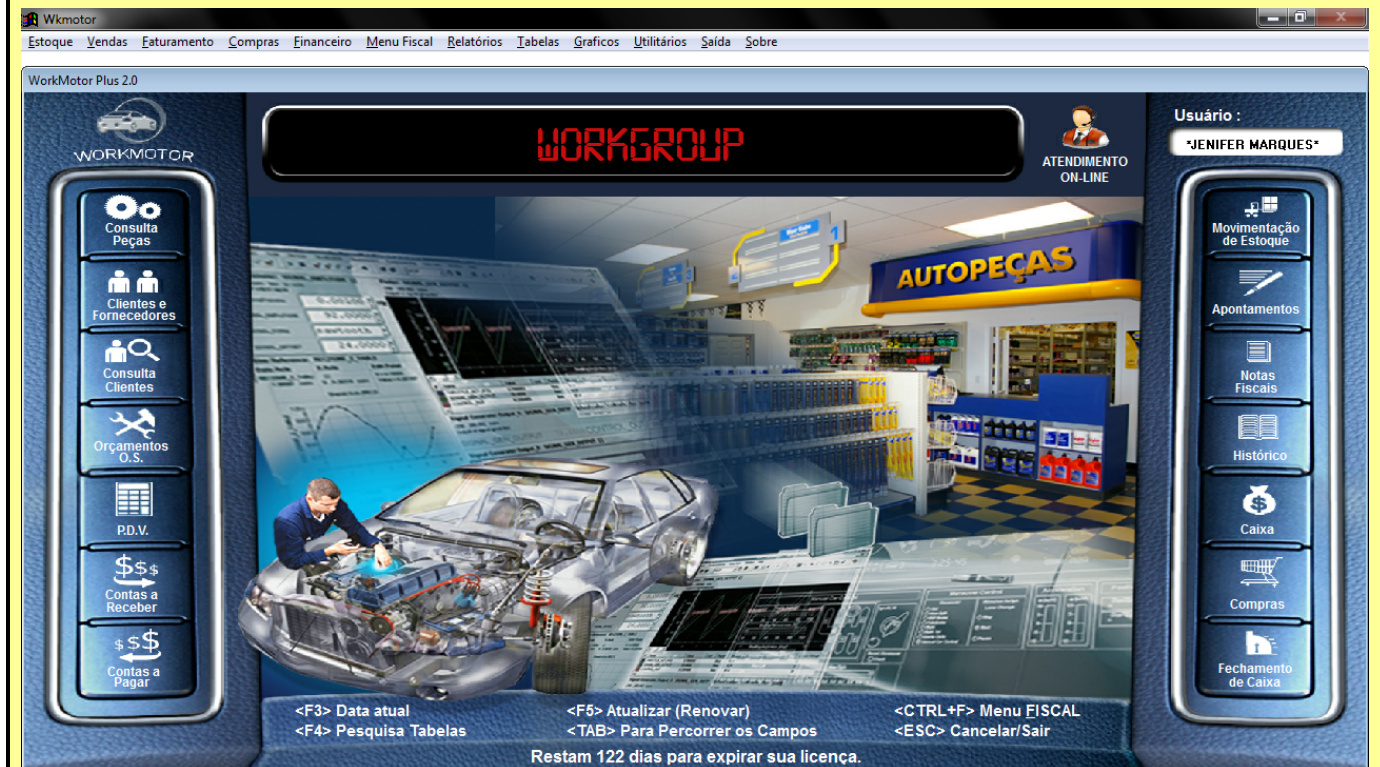 Wkmotor
Estoque Vendas Faturamento Compras Financeiro Menu Fiscal Relatórios Tabelas Graficos Utilitários Saída Sobre
WorkMotor Plus 2.0
WORKMOTOR
WORKGROUP
ATENDIMENTO
ON-LINE
Usuário :
*JENIFER MARQUES*
Consulta
Peças
Clientes e
Fornecedores
Consulta
Clientes
Orçamentos
O.S.
P.D.V.
Contas a
Receber
Contas a
Pagar
AUTOPEÇAS
1
Movimentação
de Estoque
Apontamentos
Notas
Fiscais
Histórico
Caixa
Compras
Fechamento
de Caixa
<F3> Data atual
<F4> Pesquisa Tabelas
<F5> Atualizar (Renovar)
<TAB> Para Percorrer os Campos
<CTRL+F> Menu FISCAL
<ESC> Cancelar/Sair
Restam 122 dias para expirar sua licença.